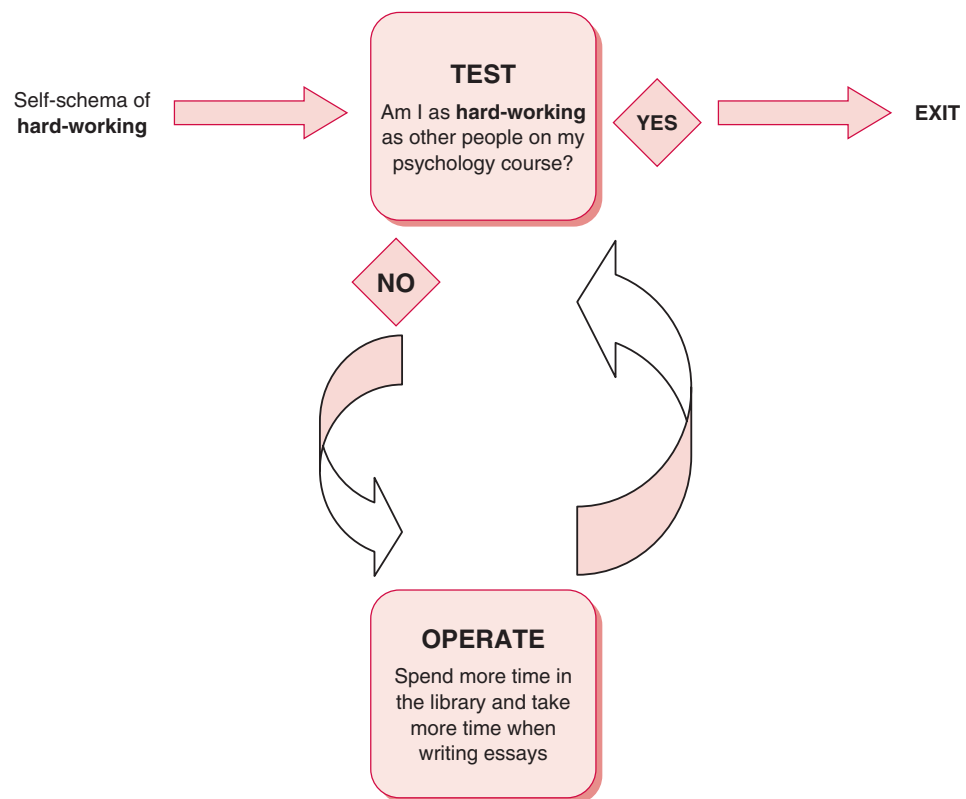 Self-schema of
hard-working
TEST
Am I as hard-working
as other people on my
psychology course?
YES
EXIT
NO
OPERATE
Spend more time in
the library and take
more time when
writing essays